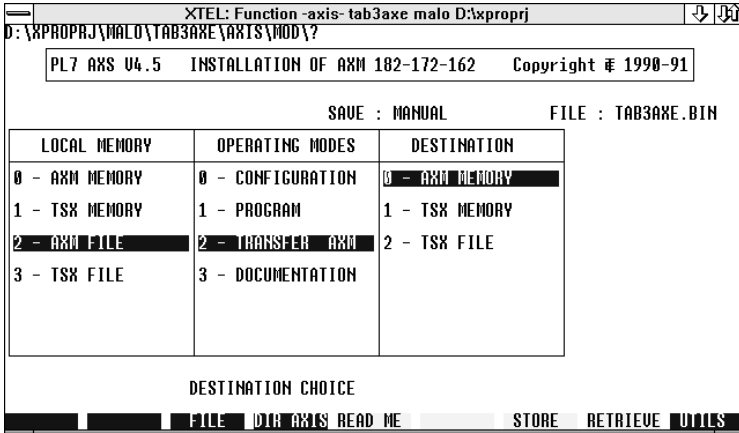 XTEL: Function -axis- tab3axe malo D:\xproprj
D:\XPROPRJ\MALO\TAB3AXE\AXIS\MOD\?
PL7 AXS V4.5 INSTALLATION OF AXM 182-172-162 Copyright 1990-91
SAVE : MANUAL FILE : TAB3AXE.BIN
LOCAL MEMORY OPERATING MODES DESTINATION
0 - AXM MEMORY 0 - CONFIGURATION 0 - AXM MEMORY
1 - TSX MEMORY 1 - PROGRAM 1 - TSX MEMORY
2 - AXM FILE 2 - TRANSFER AXM 2 - TSX FILE
3 - TSX FILE 3 - DOCUMENTATION
DESTINATION CHOICE
FILE DIR AXIS READ ME STORE RETRIEVE UTILS